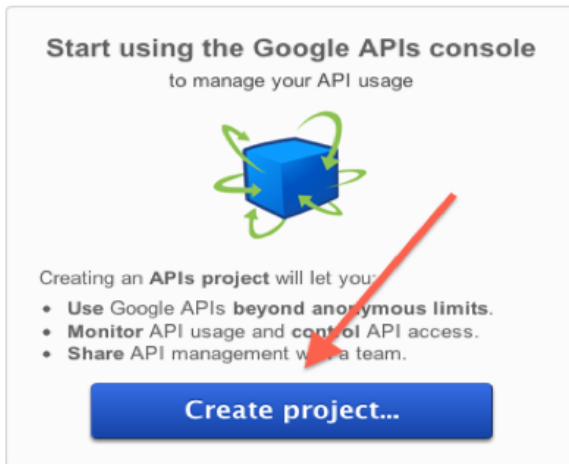 Start using the Google APIs console
to manage your API usage
Creating an APIs project will let you:
• Use Google APIs beyond anonymous limits.
• Monitor API usage and control API access.
• Share API management with a team.
Create project...